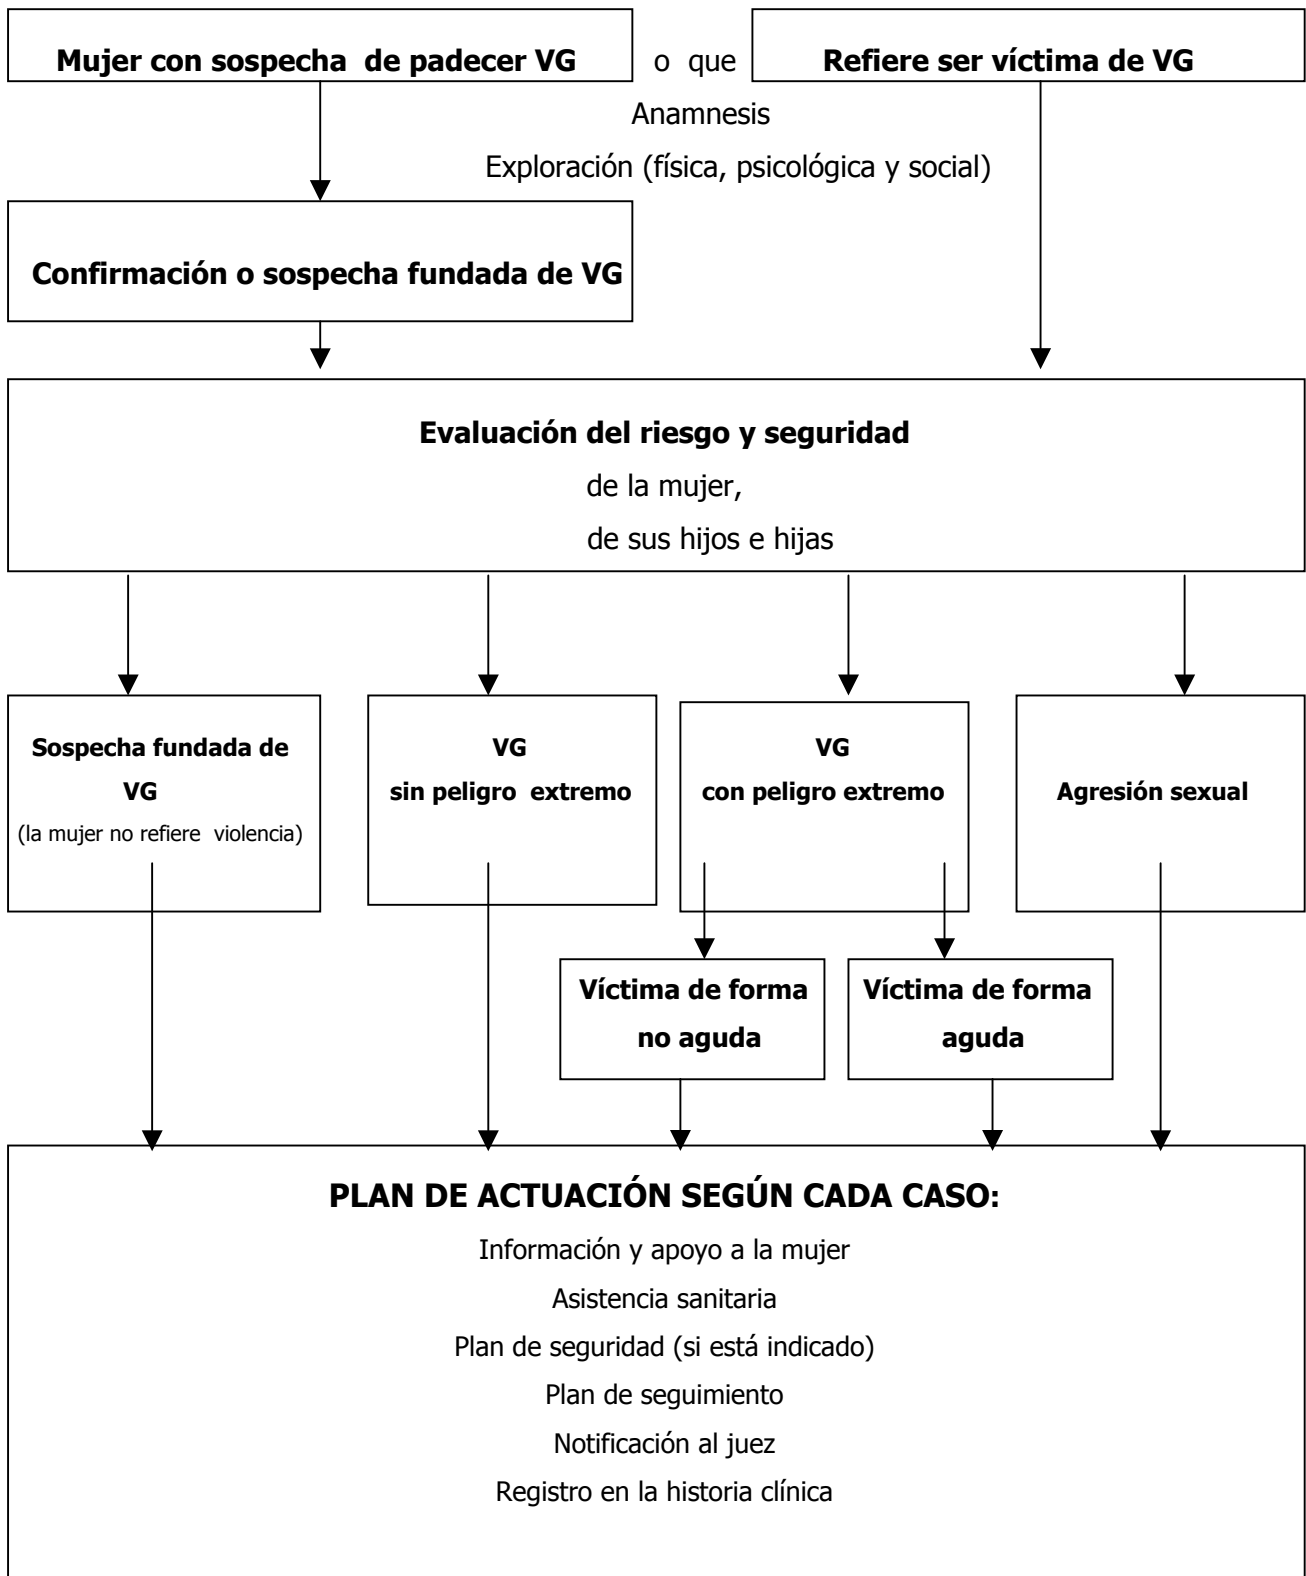 Mujer con sospecha de padecer VG o que Refiere ser víctima de VG
Anamnesis
Exploración (física, psicológica y social)
Confirmación o sospecha fundada de VG
Evaluación del riesgo y seguridad
de la mujer,
de sus hijos e hijas
Sospecha fundada de
VG
(la mujer no refiere violencia)
VG
sin peligro extremo
VG
con peligro extremo
Agresión sexual
Víctima de forma
no aguda
Víctima de forma
aguda
PLAN DE ACTUACIÓN SEGÚN CADA CASO:
Información y apoyo a la mujer
Asistencia sanitaria
Plan de seguridad (si está indicado)
Plan de seguimiento
Notificación al juez
Registro en la historia clínica